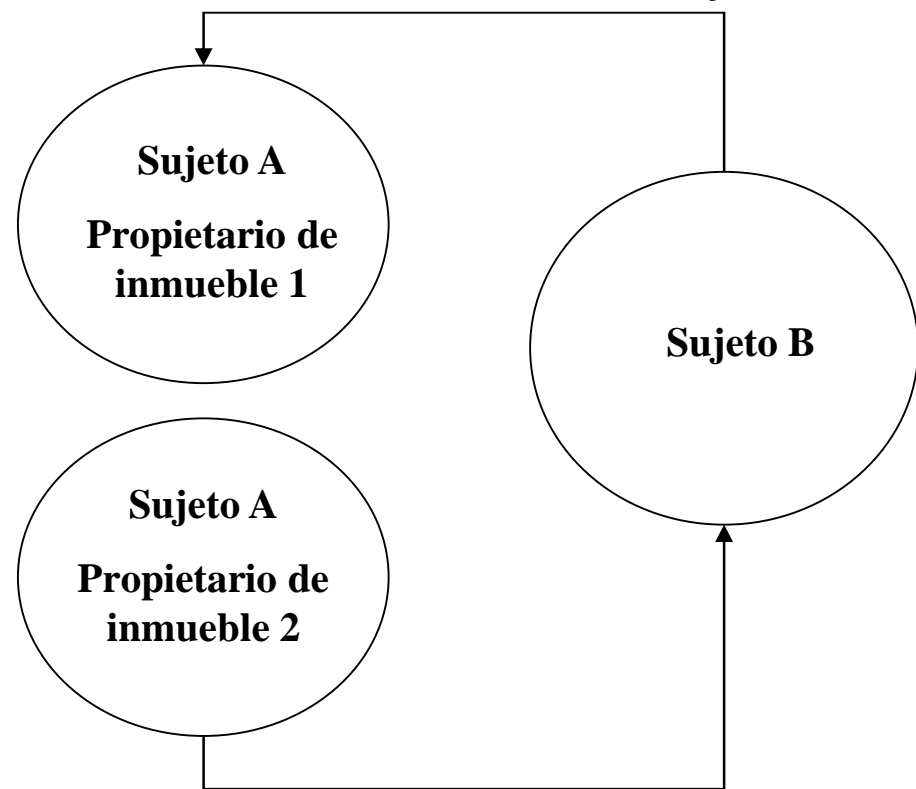 Sujeto A
Propietario de
inmueble 1
Sujeto B
Sujeto A
Propietario de
inmueble 2